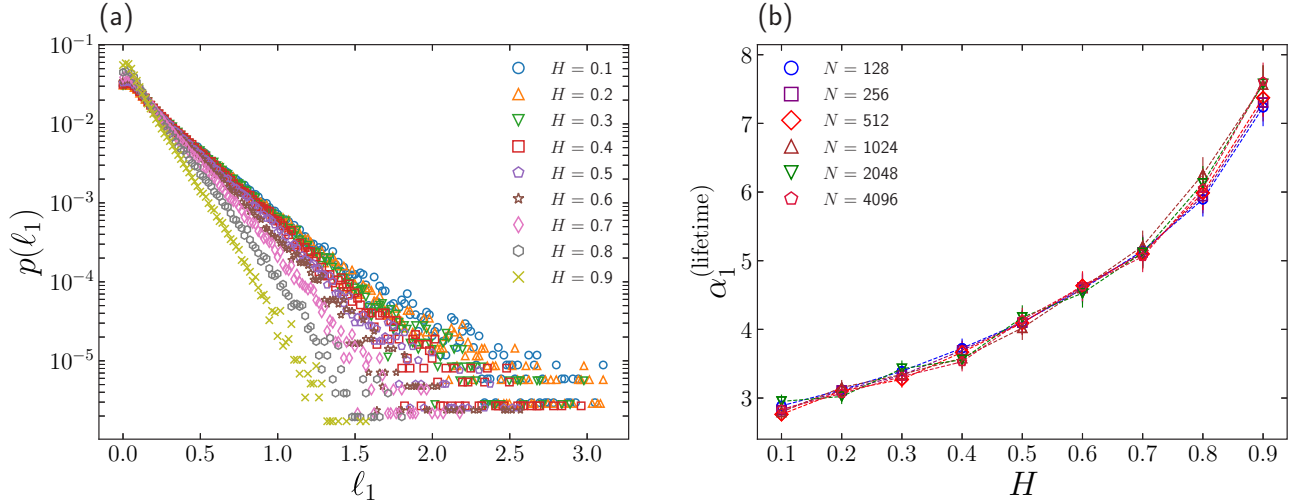 (a)
10⁻¹
10⁻²
10⁻³
10⁻⁴
10⁻⁵
p(ℓ₁)
0.0 0.5 1.0 1.5 2.0 2.5 3.0
ℓ₁
H = 0.1
H = 0.2
H = 0.3
H = 0.4
H = 0.5
H = 0.6
H = 0.7
H = 0.8
H = 0.9
(b)
8
7
6
5
4
3
α₁^(lifetime)
0.1 0.2 0.3 0.4 0.5 0.6 0.7 0.8 0.9
H
N = 128
N = 256
N = 512
N = 1024
N = 2048
N = 4096